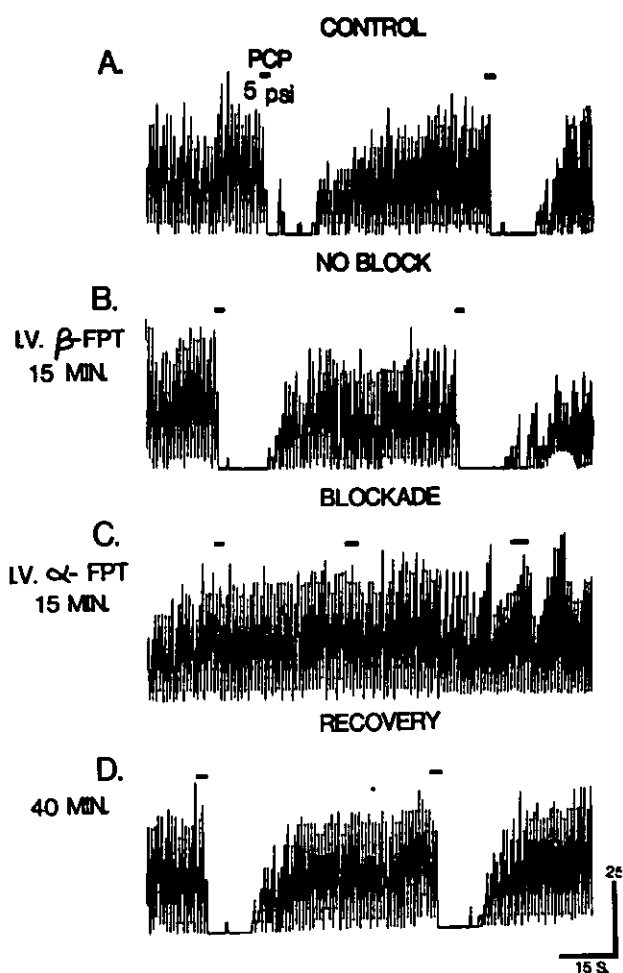 CONTROL
A.
PCP
5 psi
NO BLOCK
B.
I.V. β-FPT
15 MIN.
BLOCKADE
C.
I.V. α- FPT
15 MIN.
RECOVERY
D.
40 MIN.
25
15 S.